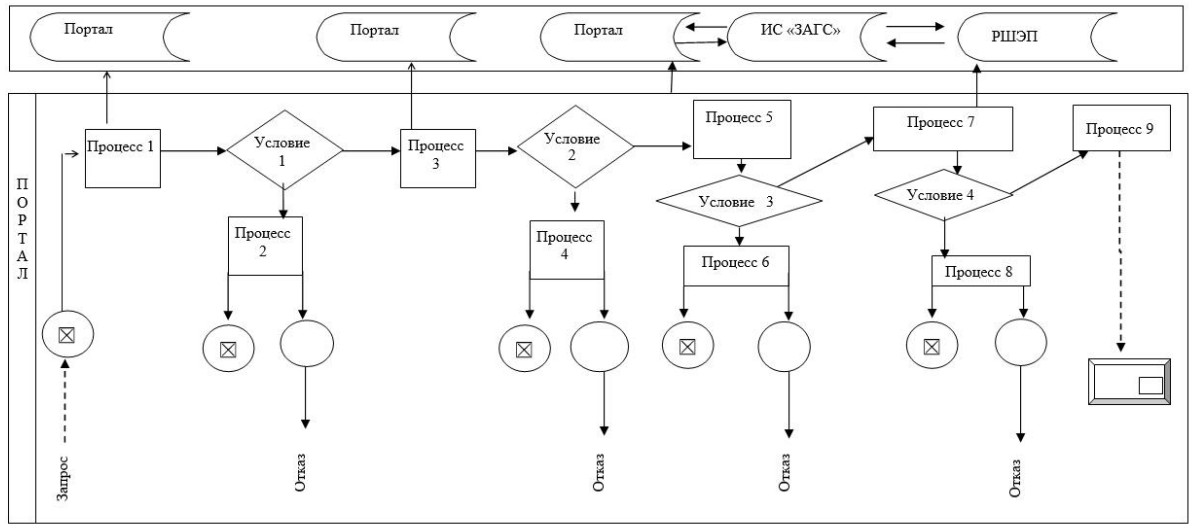 Портал
Портал
Портал
ИС «ЗАГС»
РШЭП
ПОРТАЛ
Процесс 1
Условие
1
Процесс
3
Условие
2
Процесс 5
Процесс 7
Процесс 9
Условие 3
Условие 4
Процесс
2
Процесс
4
Процесс 6
Процесс 8
Запрос
Отказ
Отказ
Отказ
Отказ